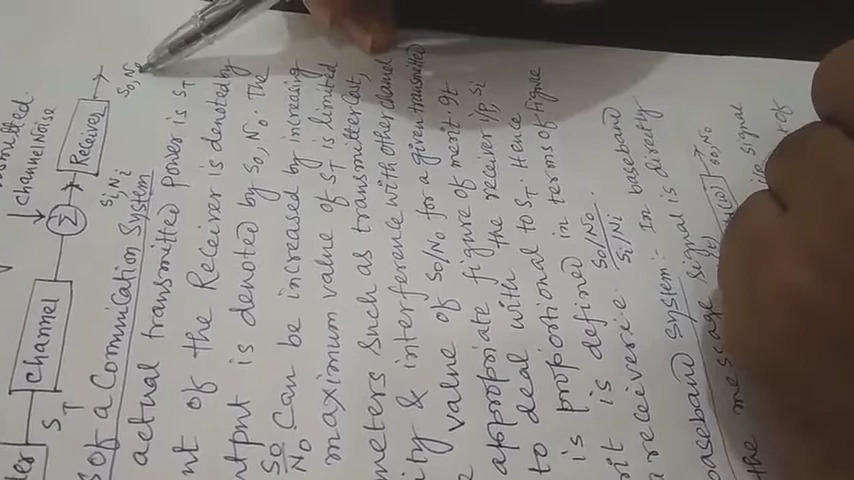 smitted.
channel Noise
channel
Σ
Receiver
ST
Si, Ni
So, No
s of a Communication System
actual transmitted Power is ST
nt of the Receiver is denoted by
utput is denoted by So, No. The
So/No Can be increased by increasing
maximum value of ST is limited
meters such as transmitter cost,
ity & interference with other channel
value of So/No for a given transmitted
appropriate figure of merit. It
to deal with the receiver i/p, Si
is proportional to ST. Hence
rit is defined in terms of figure
a receiver i.e. So/No / Si/Ni
baseband system:- In baseband
the message signal is directly
So, No
signal
of